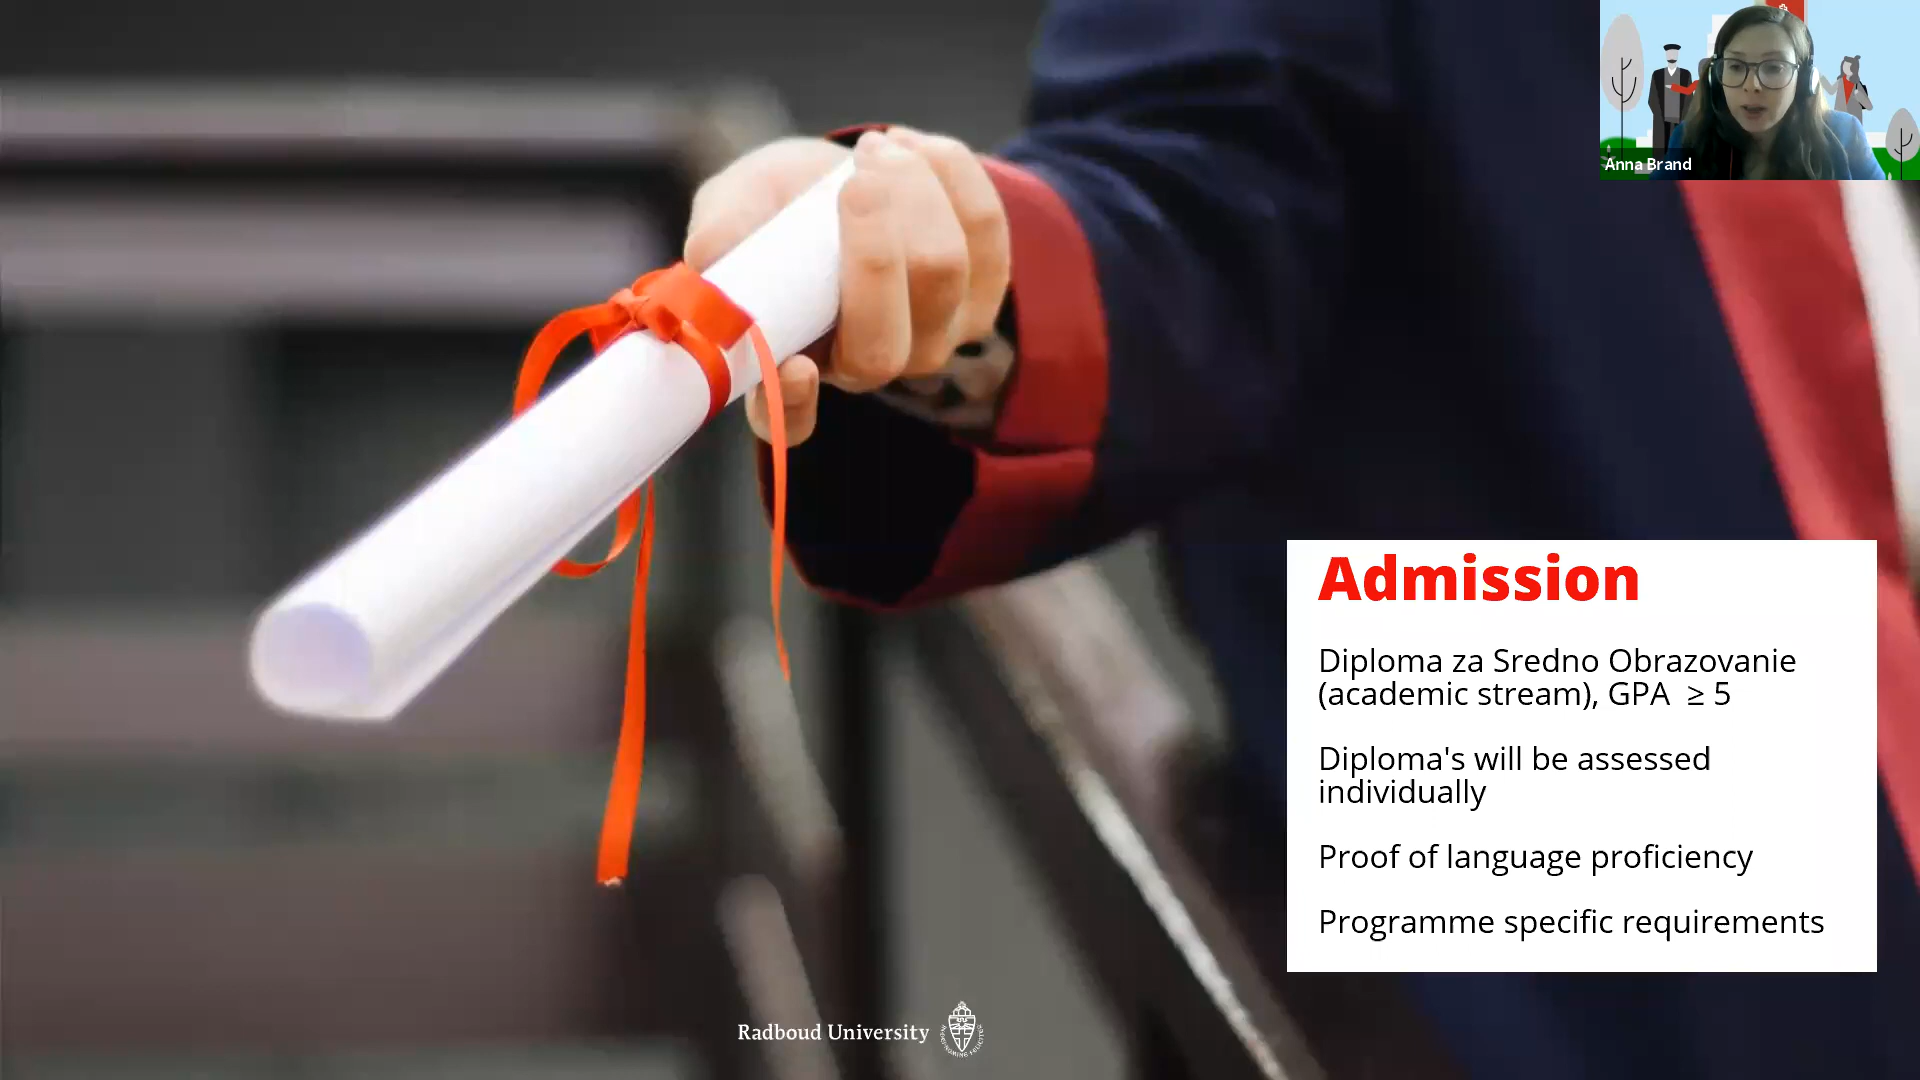 Anna Brand
Admission
Diploma za Sredno Obrazovanie
(academic stream), GPA  ≥ 5
Diploma's will be assessed
individually
Proof of language proficiency
Programme specific requirements
Radboud University